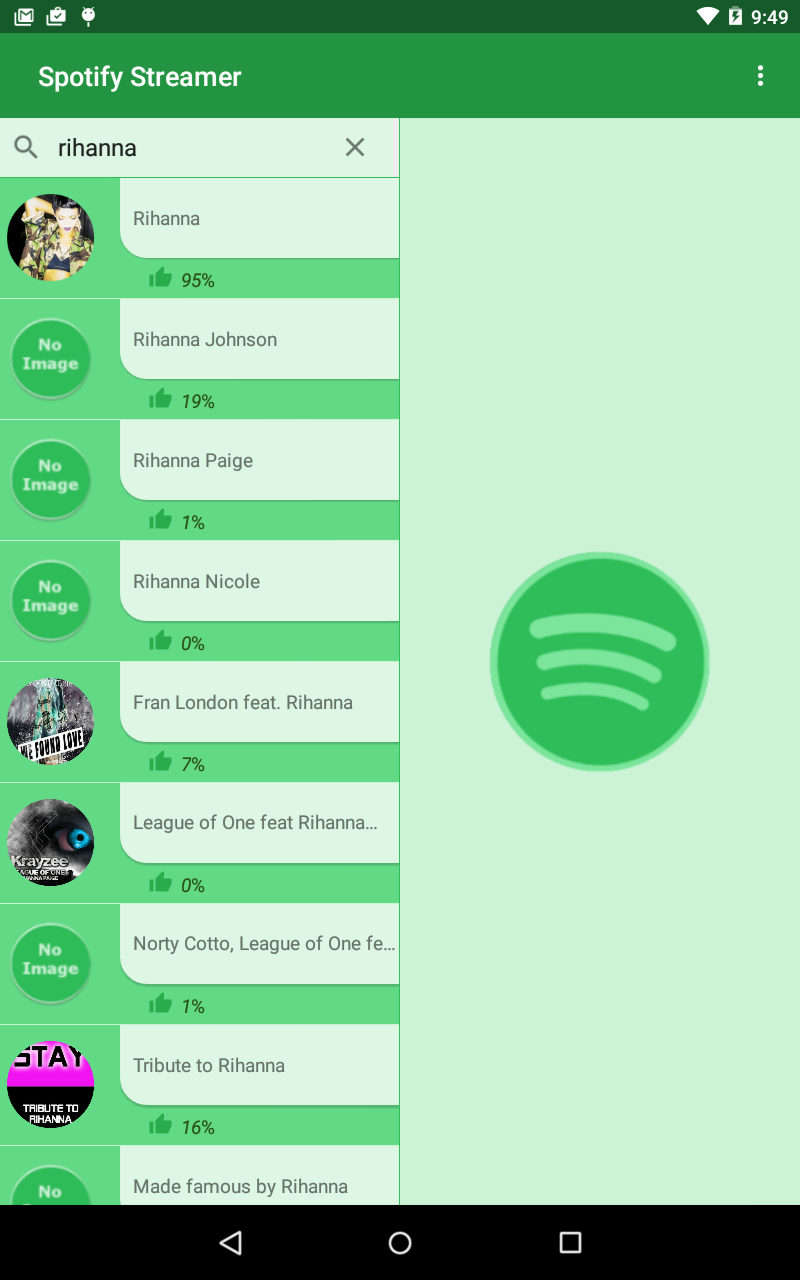 9:49
Spotify Streamer
rihanna
Rihanna
95%
No
Image
Rihanna Johnson
19%
No
Image
Rihanna Paige
1%
No
Image
Rihanna Nicole
0%
WE FOUND LOVE
Fran London feat. Rihanna
7%
Krayzee
League of One feat Rihanna...
0%
No
Image
Norty Cotto, League of One fe...
1%
STAY
TRIBUTE TO
RIHANNA
Tribute to Rihanna
16%
No
Made famous by Rihanna